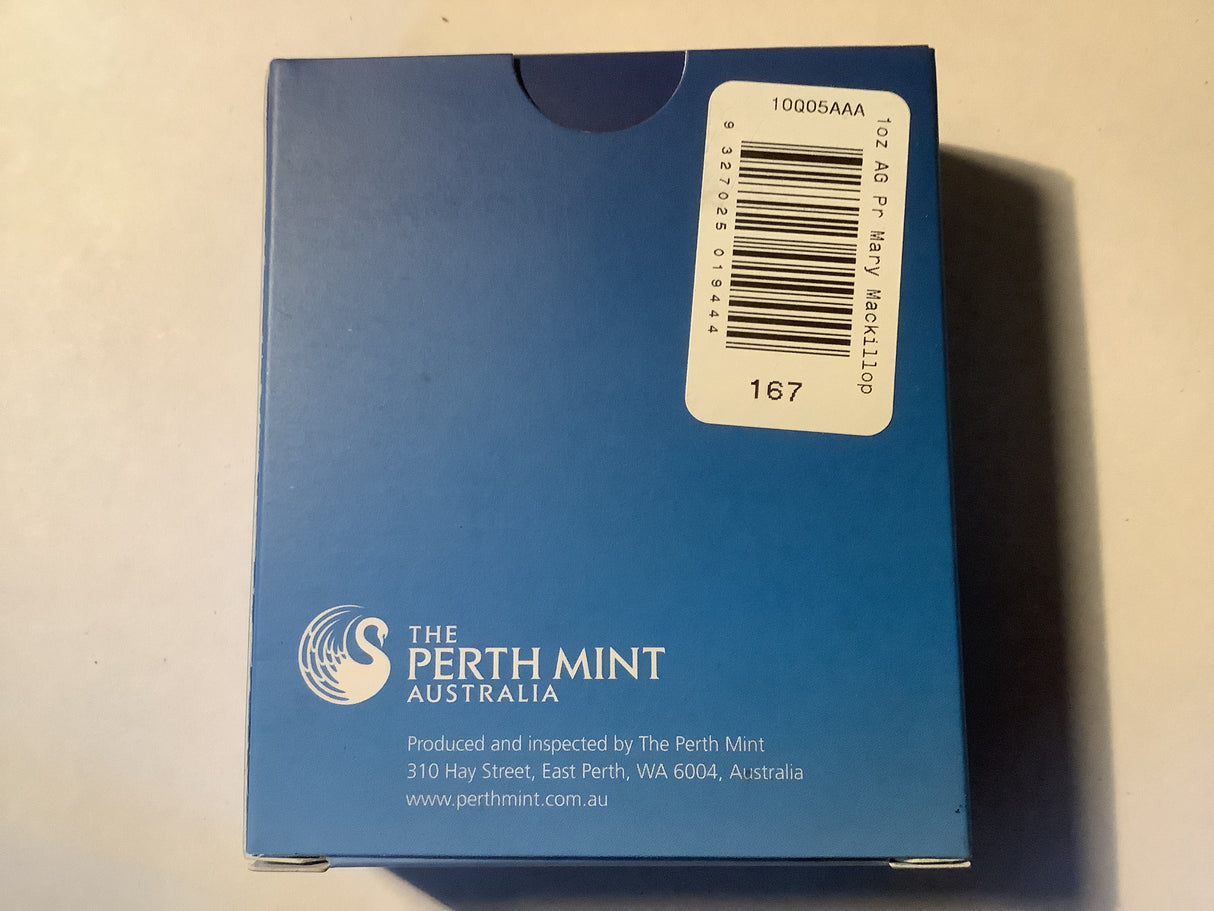 10Q05AAA
1oz AG Pr Mary Mackillop
9 327025 019444
167
THE
PERTH MINT
AUSTRALIA
Produced and inspected by The Perth Mint
310 Hay Street, East Perth, WA 6004, Australia
www.perthmint.com.au